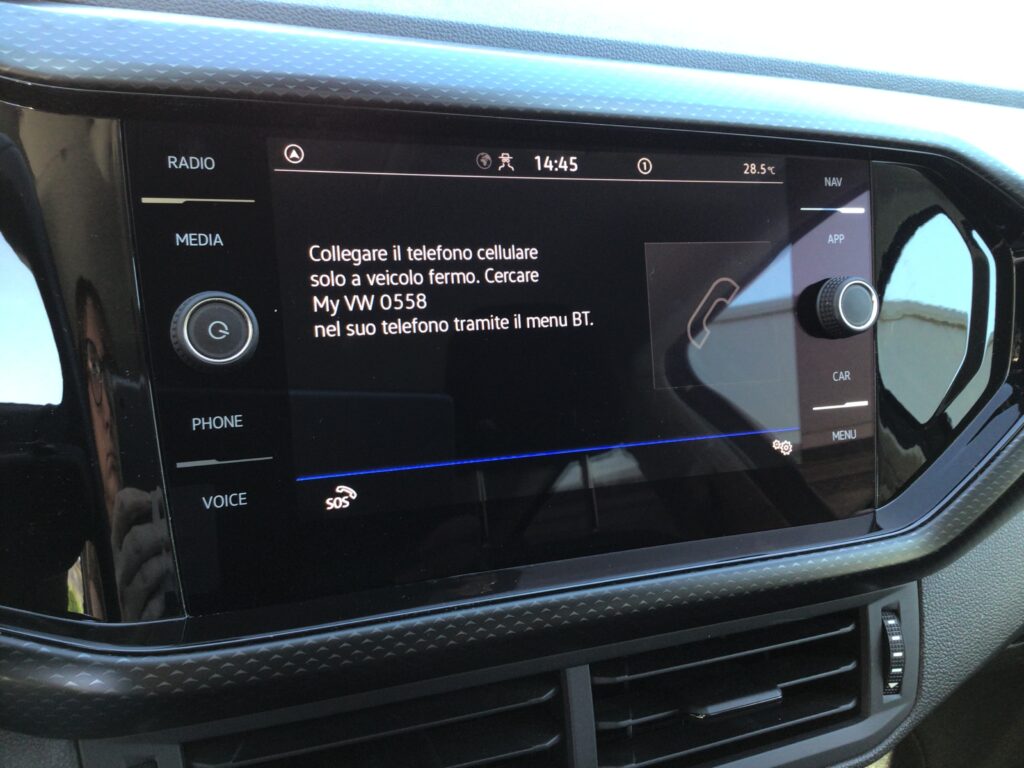 RADIO
MEDIA
PHONE
VOICE
14:45
1
28.5°C
Collegare il telefono cellulare
solo a veicolo fermo. Cercare
My VW 0558
nel suo telefono tramite il menu BT.
SOS
NAV
APP
CAR
MENU